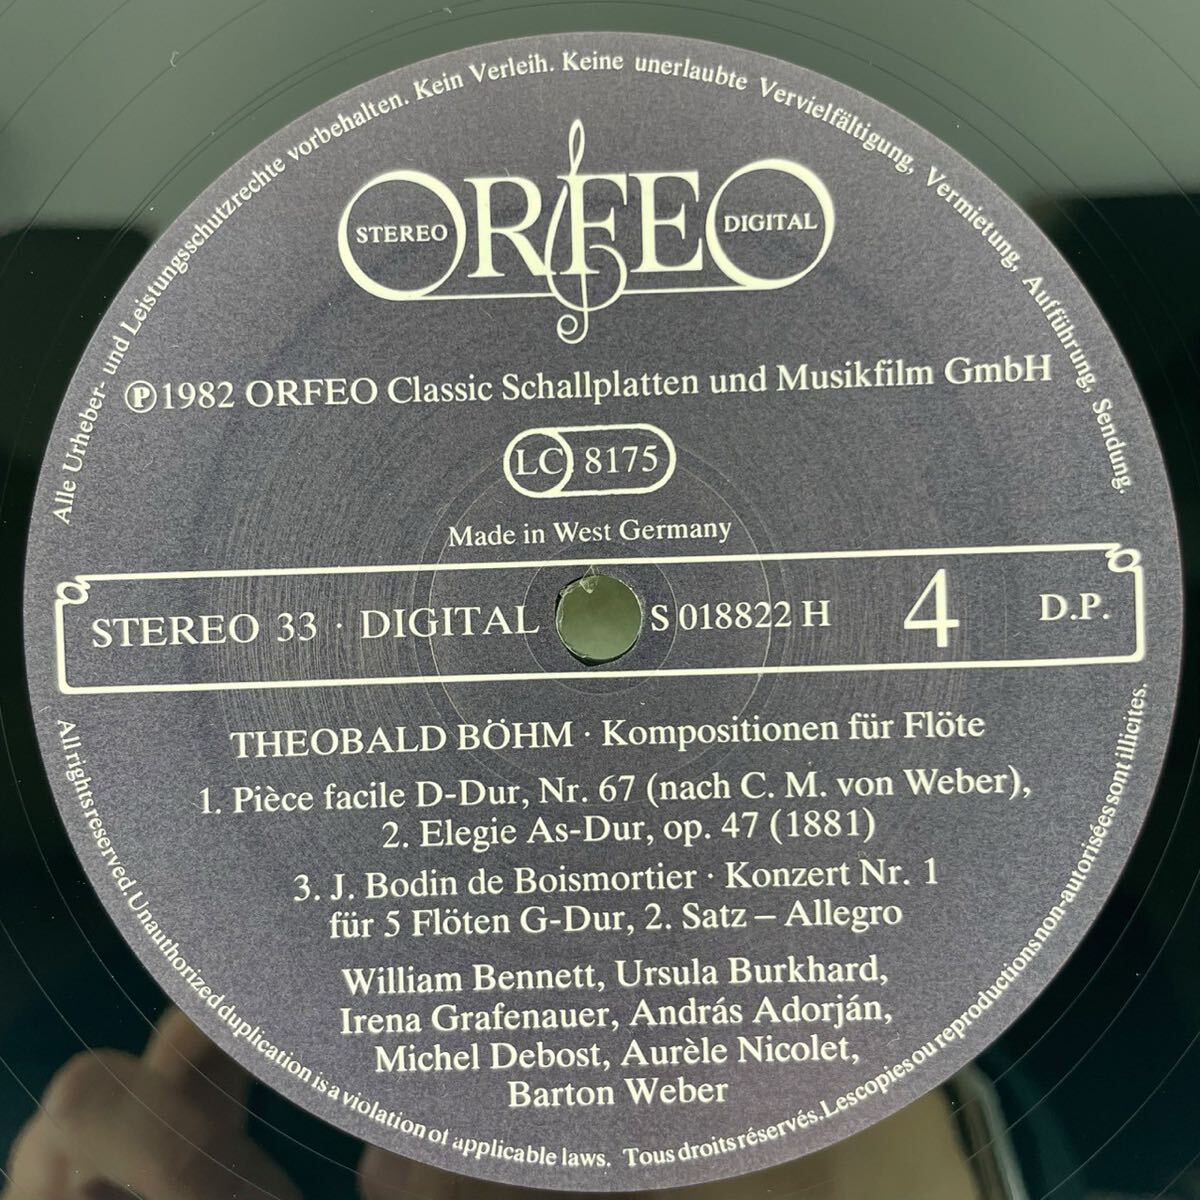 Alle Urheber- und Leistungsschutzrechte vorbehalten. Kein Verleih. Keine unerlaubte Vervielfältigung, Vermietung, Aufführung, Sendung.
ORFEO
STEREO DIGITAL
Ⓟ1982 ORFEO Classic Schallplatten und Musikfilm GmbH
LC 8175
Made in West Germany
STEREO 33 · DIGITAL S 018822 H 4 D.P.
THEOBALD BÖHM · Kompositionen für Flöte
1. Pièce facile D-Dur, Nr. 67 (nach C. M. von Weber),
2. Elegie As-Dur, op. 47 (1881)
3. J. Bodin de Boismortier · Konzert Nr. 1
für 5 Flöten G-Dur, 2. Satz – Allegro
William Bennett, Ursula Burkhard,
Irena Grafenauer, András Adorján,
Michel Debost, Aurèle Nicolet,
Barton Weber
All rights reserved. Unauthorized duplication is a violation of applicable laws. Tous droits réservés. Les copies ou reproductions non-autorisées sont illicites.